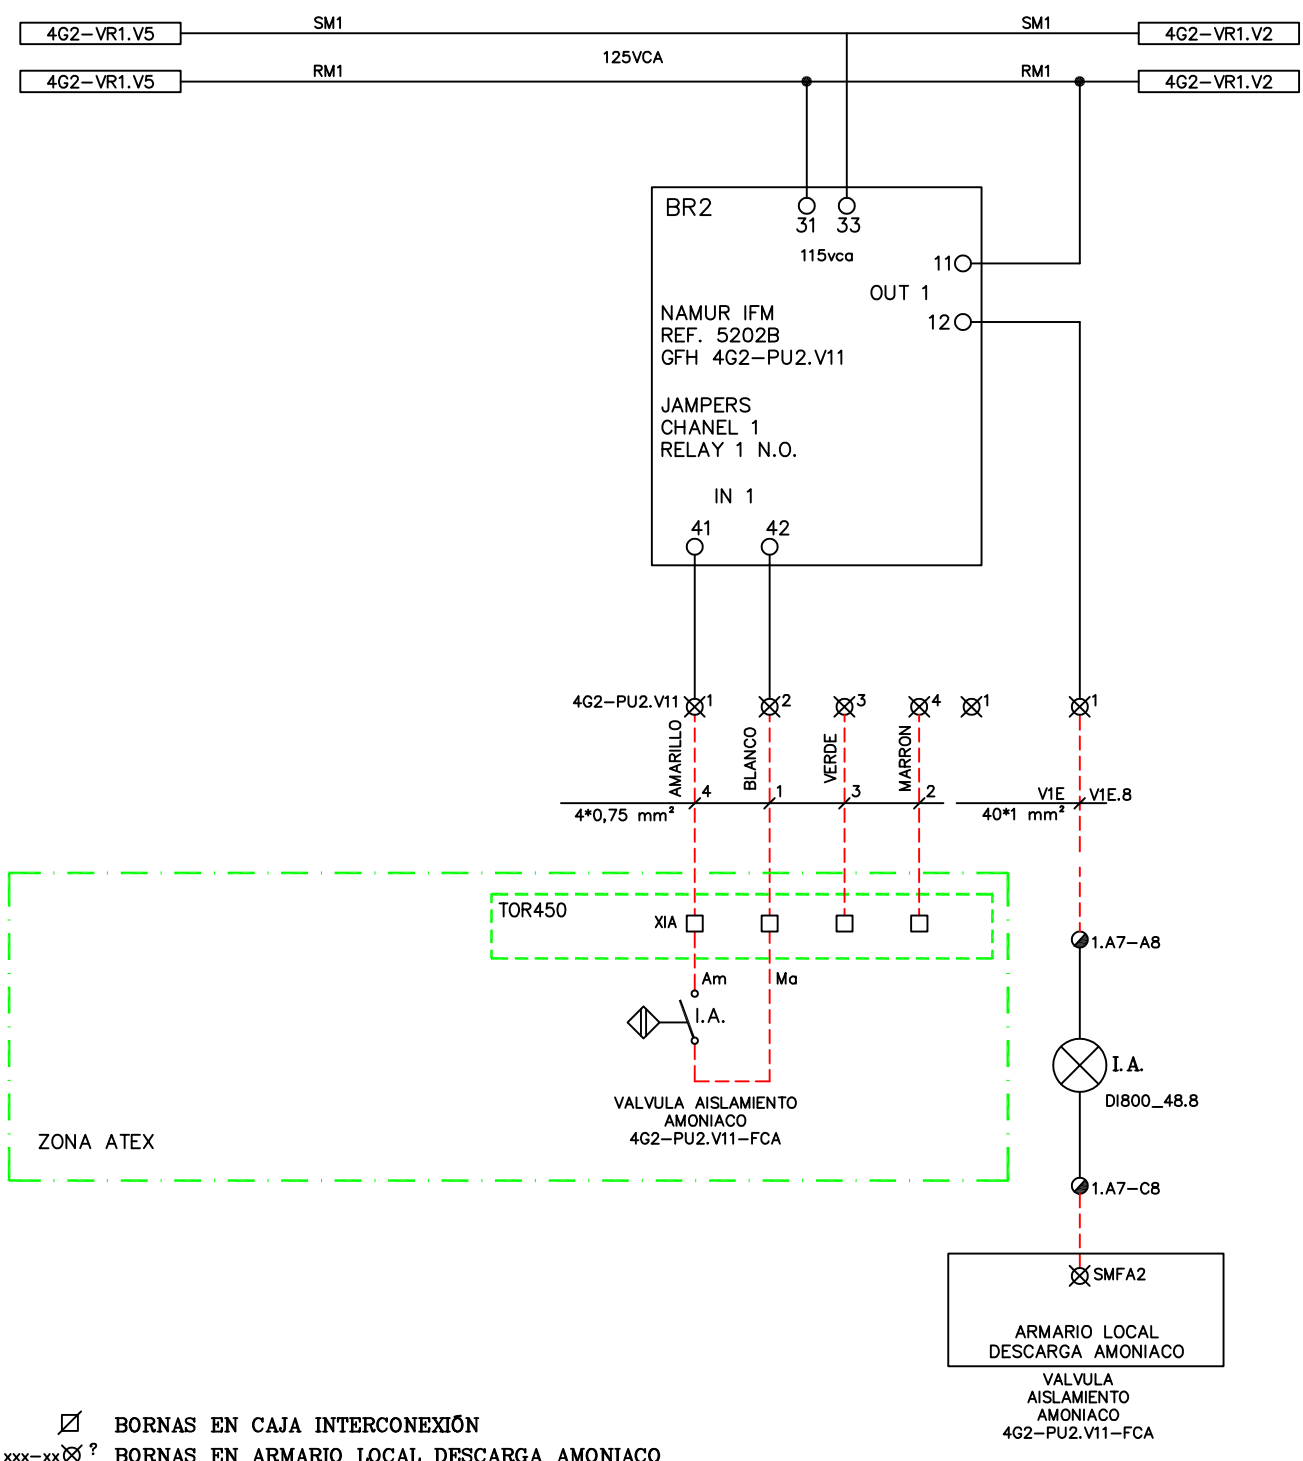 SM1
SM1
4G2-VR1.V5
4G2-VR1.V2
125VCA
RM1
RM1
4G2-VR1.V5
4G2-VR1.V2
BR2
31 33
115vca
11
OUT 1
12
NAMUR IFM
REF. 5202B
GFH 4G2-PU2.V11
JAMPERS
CHANEL 1
RELAY 1 N.O.
IN 1
41 42
4G2-PU2.V11 1 2 3 4 1 1
AMARILLO
BLANCO
VERDE
MARRON
4 1 3 2
V1E V1E.8
4*0,75 mm²
40*1 mm²
TOR450
XIA
1.A7-A8
Am Ma
I.A.
I.A.
DI800_48.8
VALVULA AISLAMIENTO
AMONIACO
4G2-PU2.V11-FCA
ZONA ATEX
1.A7-C8
SMFA2
ARMARIO LOCAL
DESCARGA AMONIACO
VALVULA
AISLAMIENTO
AMONIACO
4G2-PU2.V11-FCA
BORNAS EN CAJA INTERCONEXIÓN
xxx-xx ? BORNAS EN ARMARIO LOCAL DESCARGA AMONIACO